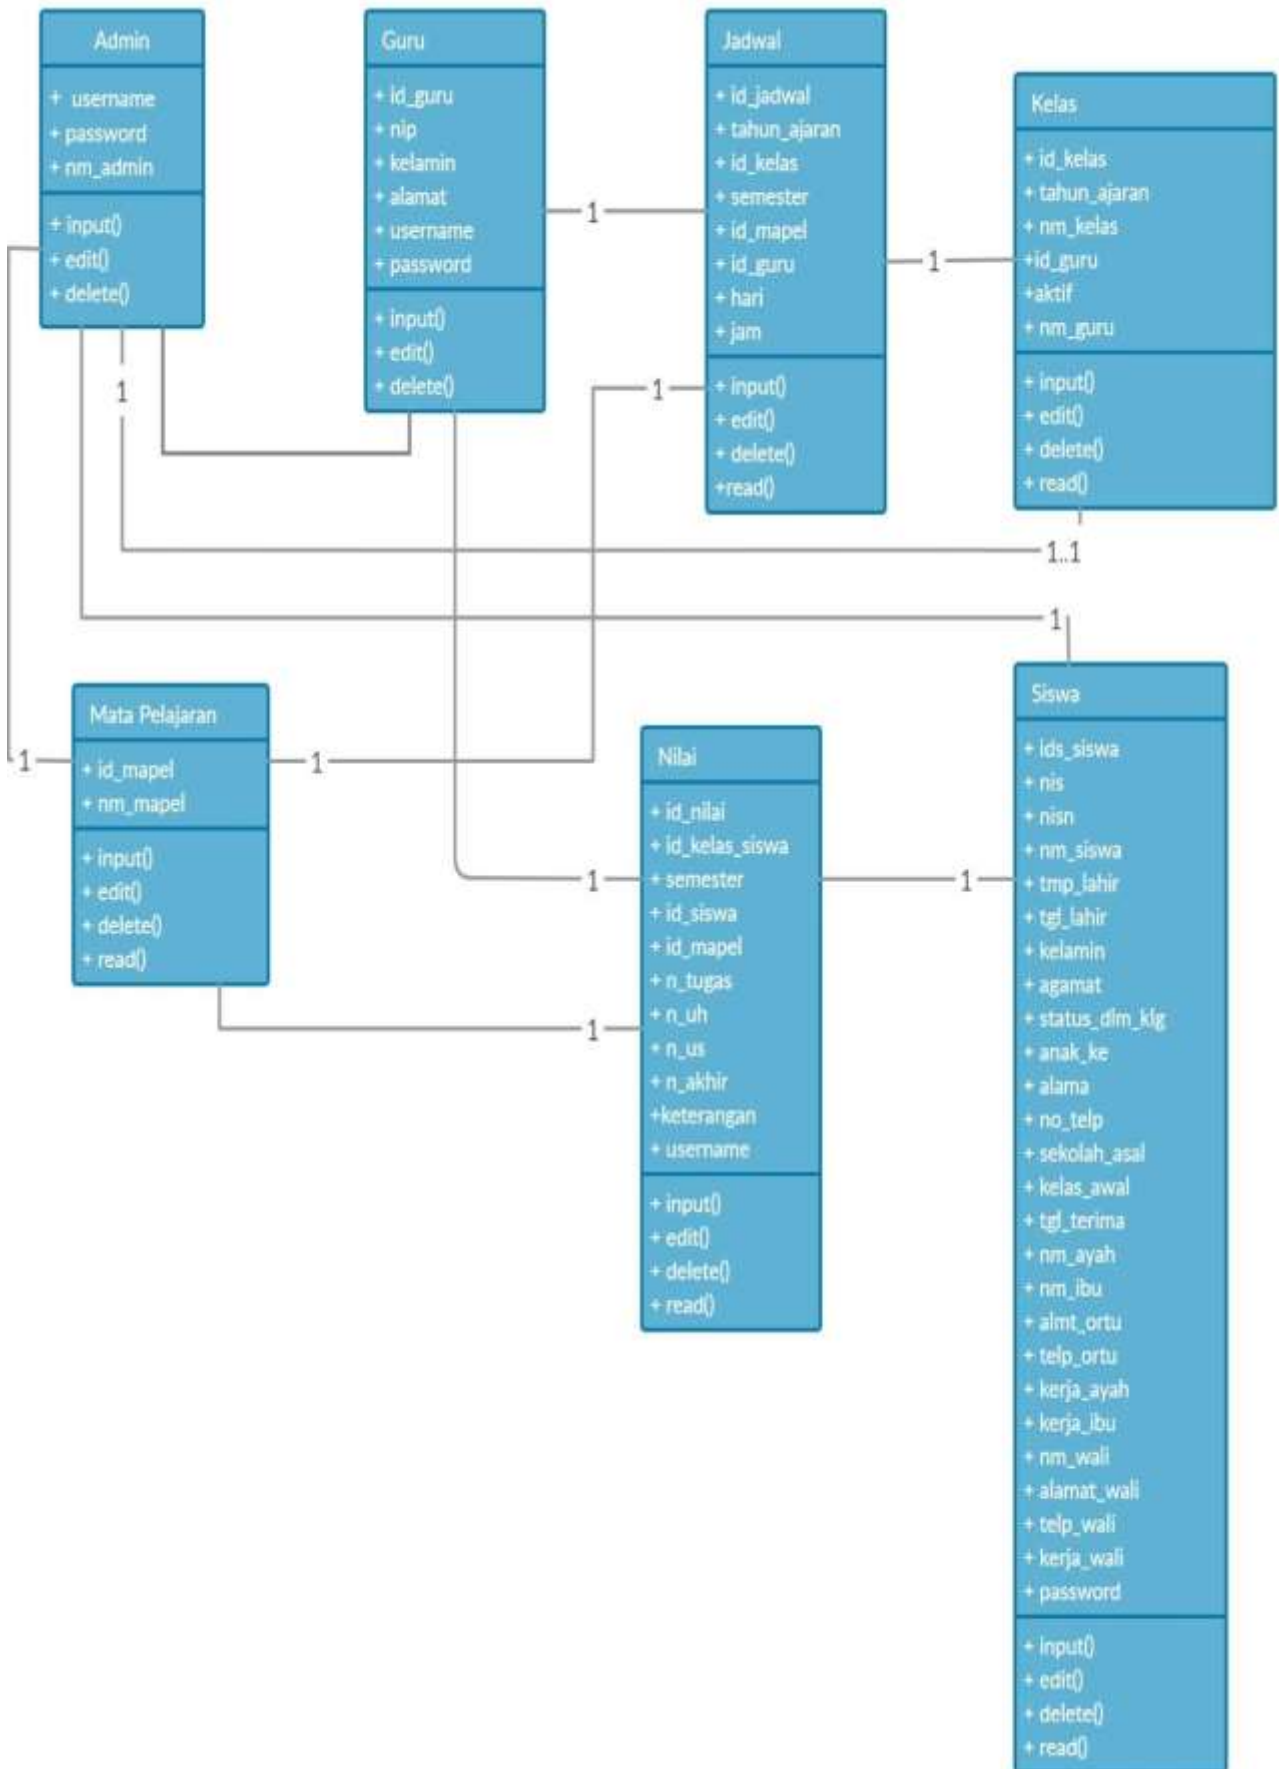 Admin
+ username
+ password
+ nm_admin
+ input()
+ edit()
+ delete()
Guru
+ id_guru
+ nip
+ kelamin
+ alamat
+ username
+ password
+ input()
+ edit()
+ delete()
Jadwal
+ id_jadwal
+ tahun_ajaran
+ id_kelas
+ semester
+ id_mapel
+ id_guru
+ hari
+ jam
+ input()
+ edit()
+ delete()
+read()
Kelas
+ id_kelas
+ tahun_ajaran
+ nm_kelas
+id_guru
+aktif
+ nm_guru
+ input()
+ edit()
+ delete()
+ read()
1
1
1
1
1..1
1
Mata Pelajaran
+ id_mapel
+ nm_mapel
+ input()
+ edit()
+ delete()
+ read()
1
1
1
1
1
Nilai
+ id_nilai
+ id_kelas_siswa
+ semester
+ id_siswa
+ id_mapel
+ n_tugas
+ n_uh
+ n_us
+ n_akhir
+keterangan
+ username
+ input()
+ edit()
+ delete()
+ read()
Siswa
+ ids_siswa
+ nis
+ nisn
+ nm_siswa
+ tmp_lahir
+ tgl_lahir
+ kelamin
+ agamat
+ status_dlm_klg
+ anak_ke
+ alama
+ no_telp
+ sekolah_asal
+ kelas_awal
+ tgl_terima
+ nm_ayah
+ nm_ibu
+ almt_ortu
+ telp_ortu
+ kerja_ayah
+ kerja_ibu
+ nm_wali
+ alamat_wali
+ telp_wali
+ kerja_wali
+ password
+ input()
+ edit()
+ delete()
+ read()